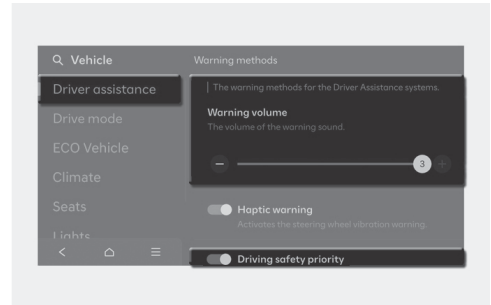 Vehicle
Driver assistance
Drive mode
ECO Vehicle
Climate
Seats
Lights
Warning methods
The warning methods for the Driver Assistance systems.
Warning volume
The volume of the warning sound.
3
Haptic warning
Activates the steering wheel vibration warning.
Driving safety priority